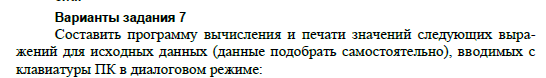 Варианты задания 7
Составить программу вычисления и печати значений следующих выра-
жений для исходных данных (данные подобрать самостоятельно), вводимых с
клавиатуры ПК в диалоговом режиме: